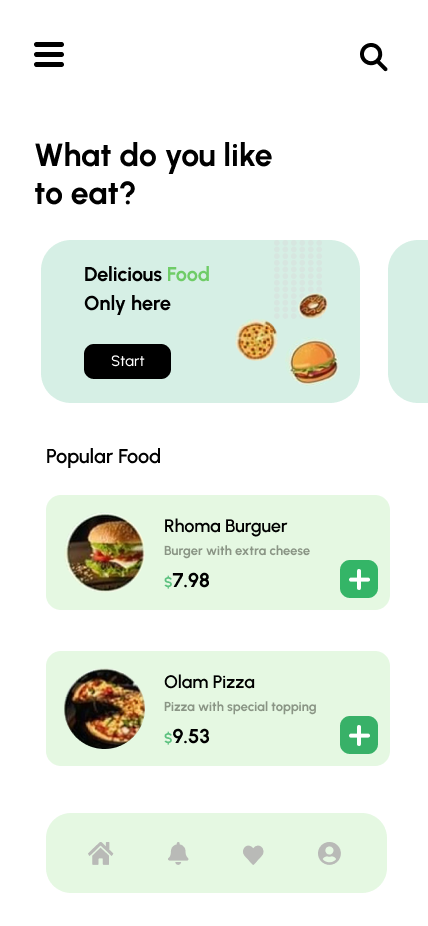 What do you like
to eat?
Delicious Food
Only here
Start
Popular Food
Rhoma Burguer
Burger with extra cheese
$7.98
Olam Pizza
Pizza with special topping
$9.53